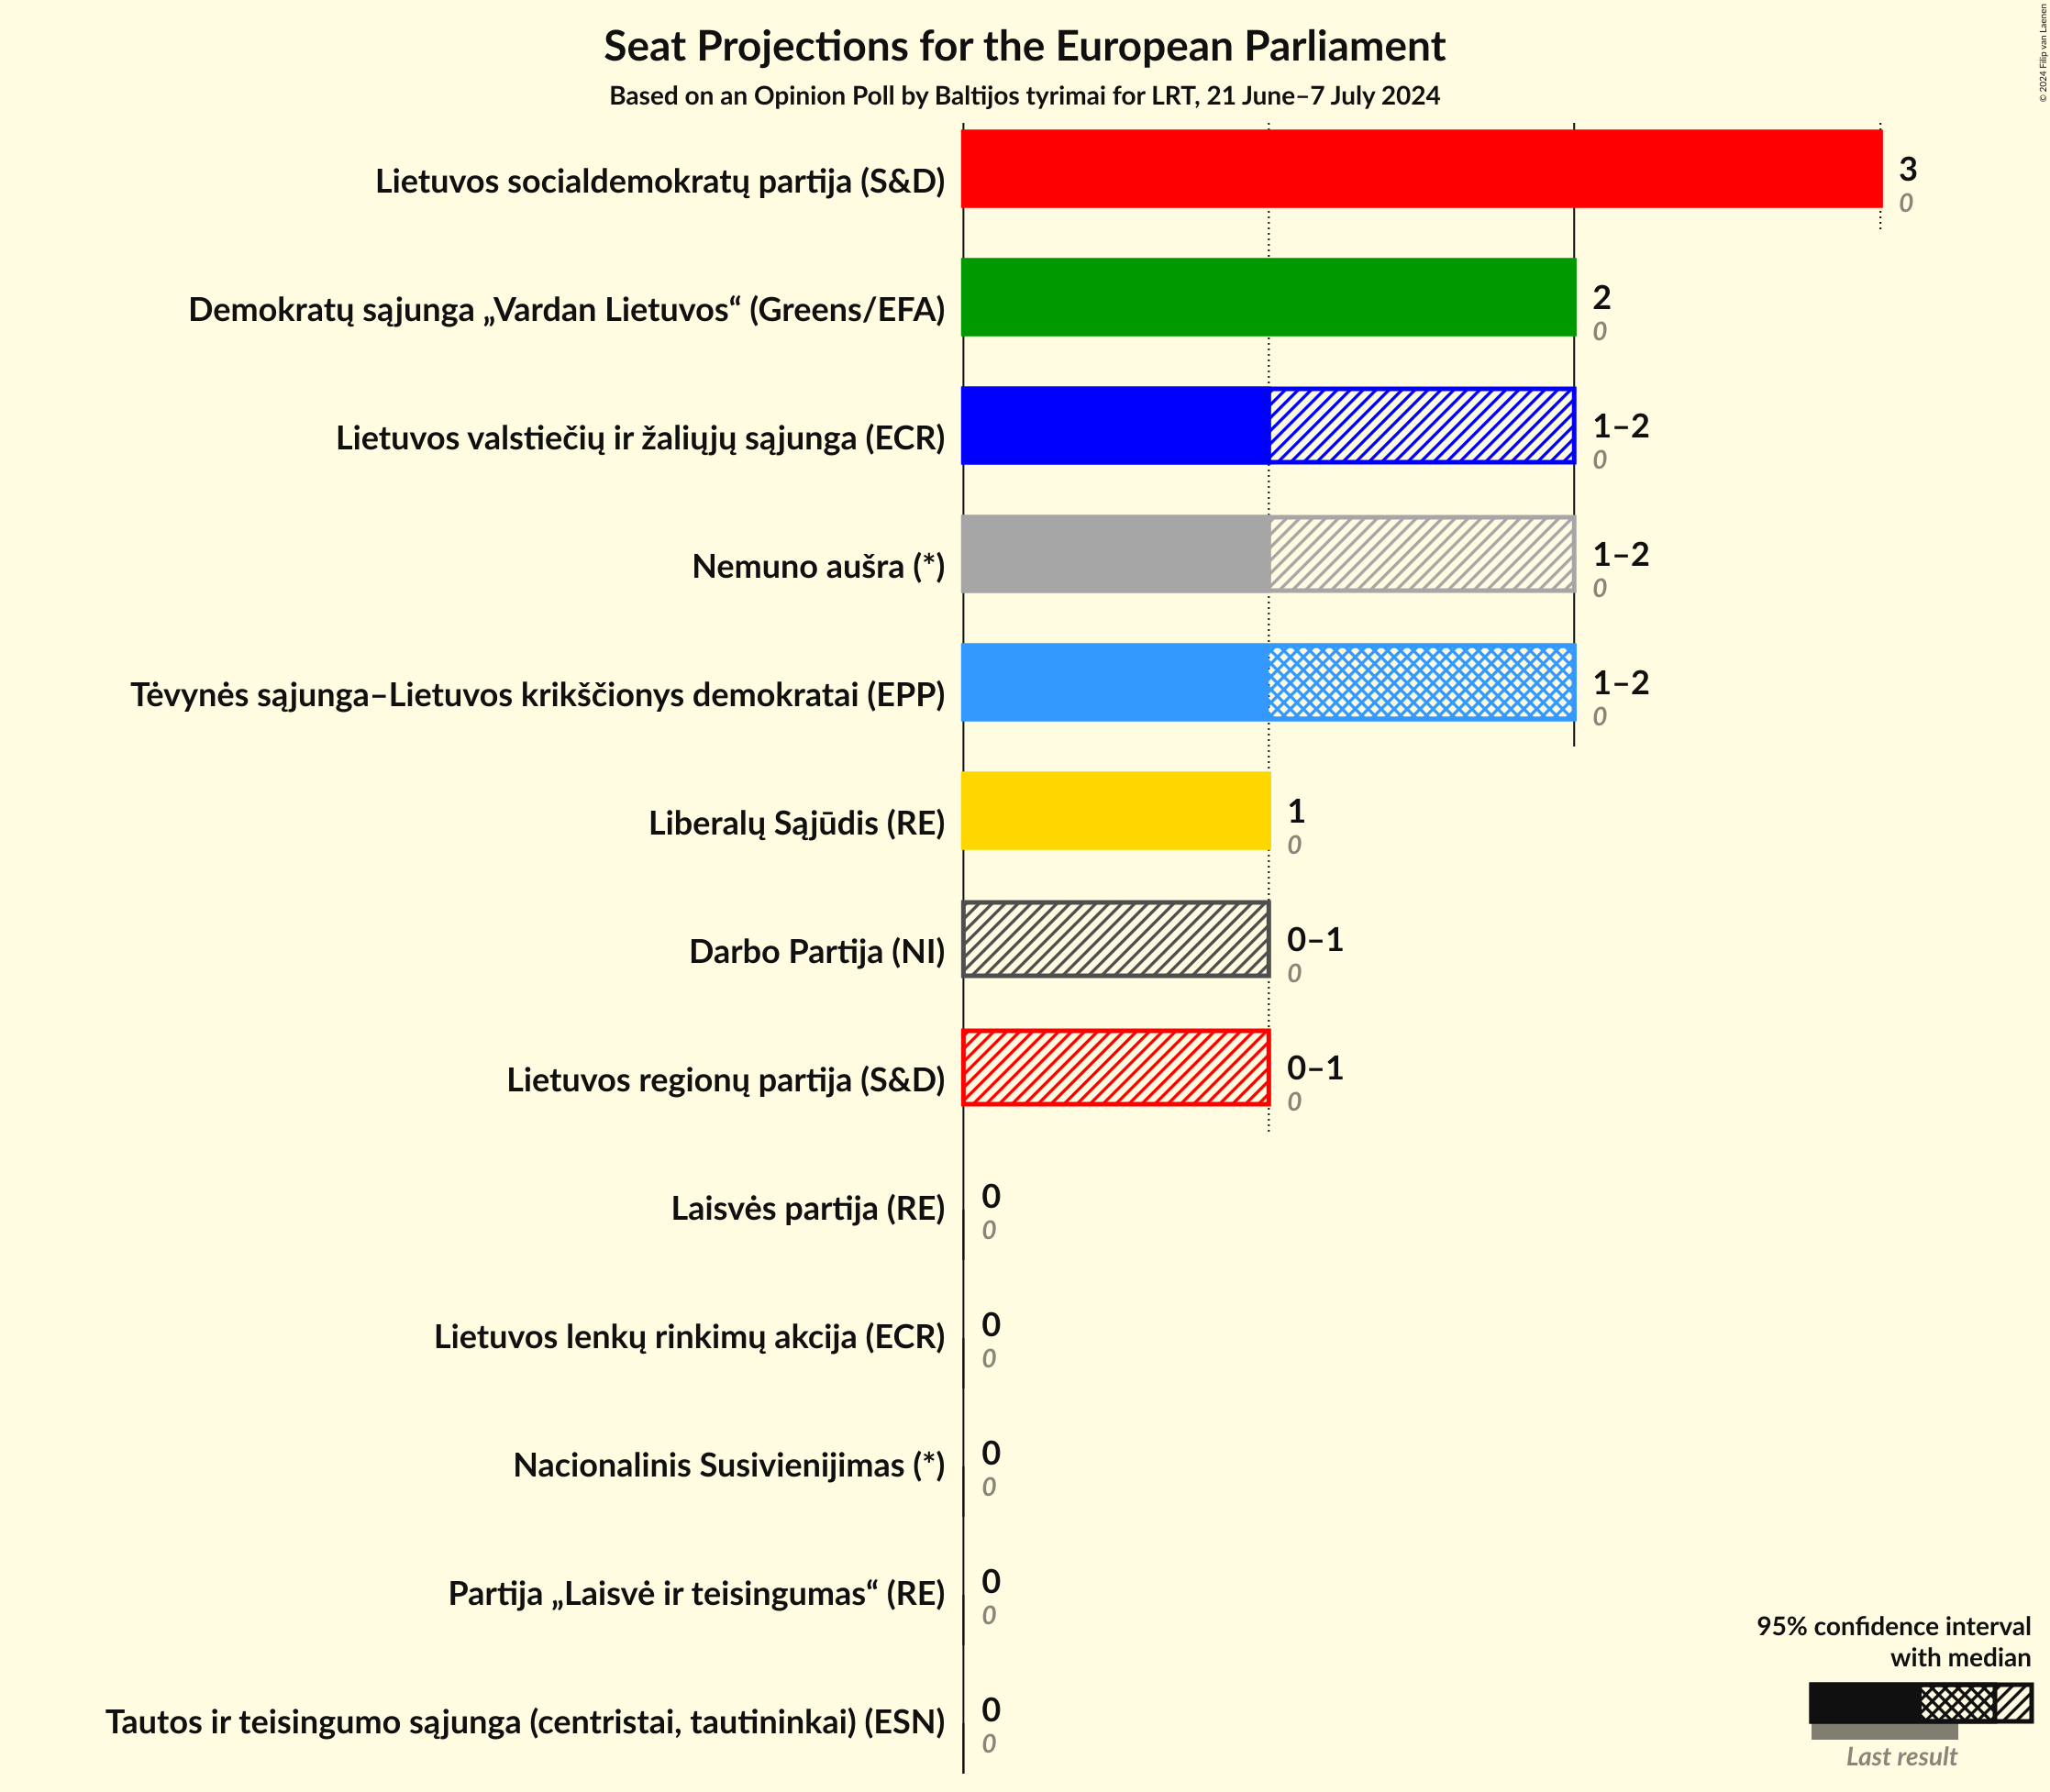 Seat Projections for the European Parliament
Based on an Opinion Poll by Baltijos tyrimai for LRT, 21 June–7 July 2024
© 2024 Filip van Laenen
Lietuvos socialdemokratų partija (S&D)
3
0
Demokratų sąjunga „Vardan Lietuvos“ (Greens/EFA)
2
0
Lietuvos valstiečių ir žaliųjų sąjunga (ECR)
1–2
0
Nemuno aušra (*)
1–2
0
Tėvynės sąjunga–Lietuvos krikščionys demokratai (EPP)
1–2
0
Liberalų Sąjūdis (RE)
1
0
Darbo Partija (NI)
0–1
0
Lietuvos regionų partija (S&D)
0–1
0
Laisvės partija (RE)
0
0
Lietuvos lenkų rinkimų akcija (ECR)
0
0
Nacionalinis Susivienijimas (*)
0
0
Partija „Laisvė ir teisingumas“ (RE)
0
0
Tautos ir teisingumo sąjunga (centristai, tautininkai) (ESN)
0
0
95% confidence interval
with median
Last result